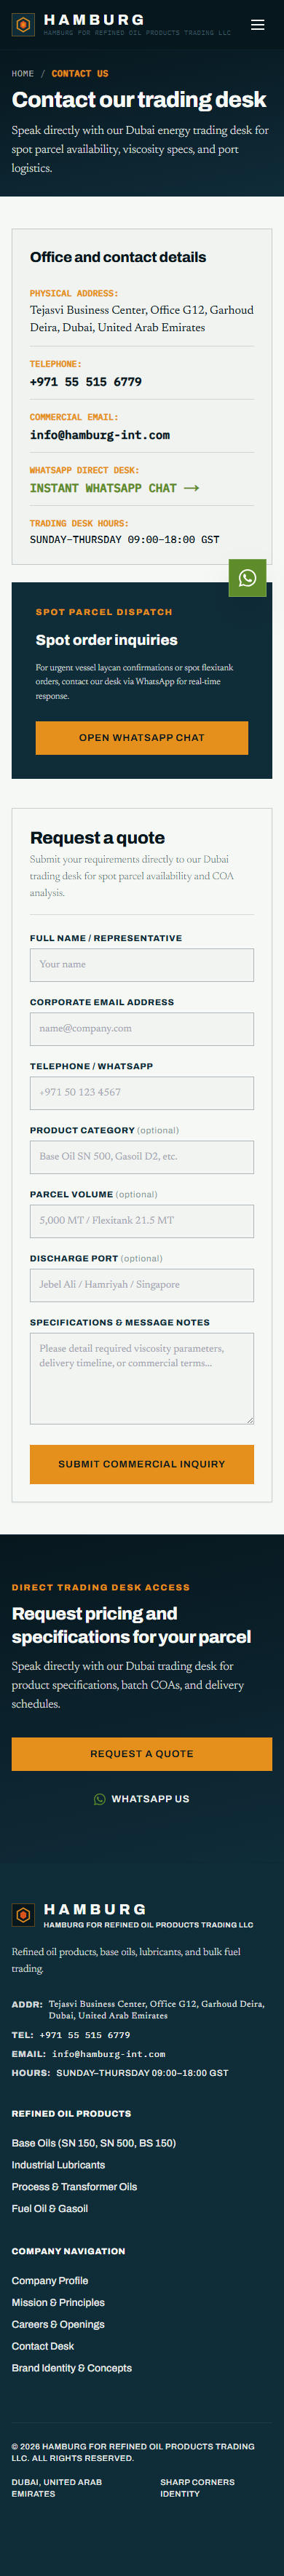 HAMBURG
HAMBURG FOR REFINED OIL PRODUCTS TRADING LLC
HOME / CONTACT US
Contact our trading desk
Speak directly with our Dubai energy trading desk for
spot parcel availability, viscosity specs, and port
logistics.
Office and contact details
PHYSICAL ADDRESS:
Tejasvi Business Center, Office G12, Garhoud
Deira, Dubai, United Arab Emirates
TELEPHONE:
+971 55 515 6779
COMMERCIAL EMAIL:
info@hamburg-int.com
WHATSAPP DIRECT DESK:
INSTANT WHATSAPP CHAT →
TRADING DESK HOURS:
SUNDAY–THURSDAY 09:00–18:00 GST
SPOT PARCEL DISPATCH
Spot order inquiries
For urgent vessel laycan confirmations or spot flexitank
orders, contact our desk via WhatsApp for real-time
response.
OPEN WHATSAPP CHAT
Request a quote
Submit your requirements directly to our Dubai
trading desk for spot parcel availability and COA
analysis.
FULL NAME / REPRESENTATIVE
Your name
CORPORATE EMAIL ADDRESS
name@company.com
TELEPHONE / WHATSAPP
+971 50 123 4567
PRODUCT CATEGORY (optional)
Base Oil SN 500, Gasoil D2, etc.
PARCEL VOLUME (optional)
5,000 MT / Flexitank 21.5 MT
DISCHARGE PORT (optional)
Jebel Ali / Hamriyah / Singapore
SPECIFICATIONS & MESSAGE NOTES
Please detail required viscosity parameters,
delivery timeline, or commercial terms...
SUBMIT COMMERCIAL INQUIRY
DIRECT TRADING DESK ACCESS
Request pricing and
specifications for your parcel
Speak directly with our Dubai trading desk for
product specifications, batch COAs, and delivery
schedules.
REQUEST A QUOTE
WHATSAPP US
HAMBURG
HAMBURG FOR REFINED OIL PRODUCTS TRADING LLC
Refined oil products, base oils, lubricants, and bulk fuel
trading.
ADDR: Tejasvi Business Center, Office G12, Garhoud Deira,
Dubai, United Arab Emirates
TEL: +971 55 515 6779
EMAIL: info@hamburg-int.com
HOURS: SUNDAY–THURSDAY 09:00–18:00 GST
REFINED OIL PRODUCTS
Base Oils (SN 150, SN 500, BS 150)
Industrial Lubricants
Process & Transformer Oils
Fuel Oil & Gasoil
COMPANY NAVIGATION
Company Profile
Mission & Principles
Careers & Openings
Contact Desk
Brand Identity & Concepts
© 2026 HAMBURG FOR REFINED OIL PRODUCTS TRADING
LLC. ALL RIGHTS RESERVED.
DUBAI, UNITED ARAB
EMIRATES
SHARP CORNERS
IDENTITY